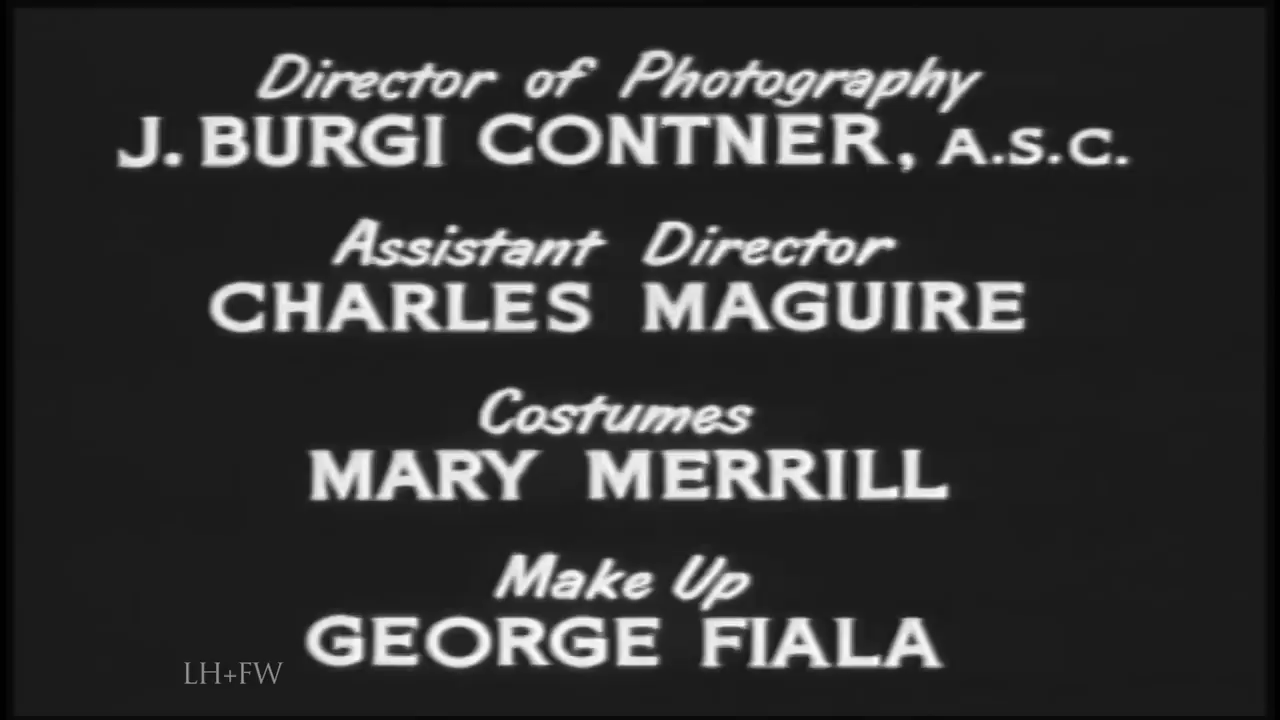 Director of Photography
J. BURGI CONTNER, A.S.C.
Assistant Director
CHARLES MAGUIRE
Costumes
MARY MERRILL
Make Up
GEORGE FIALA
LH+FW